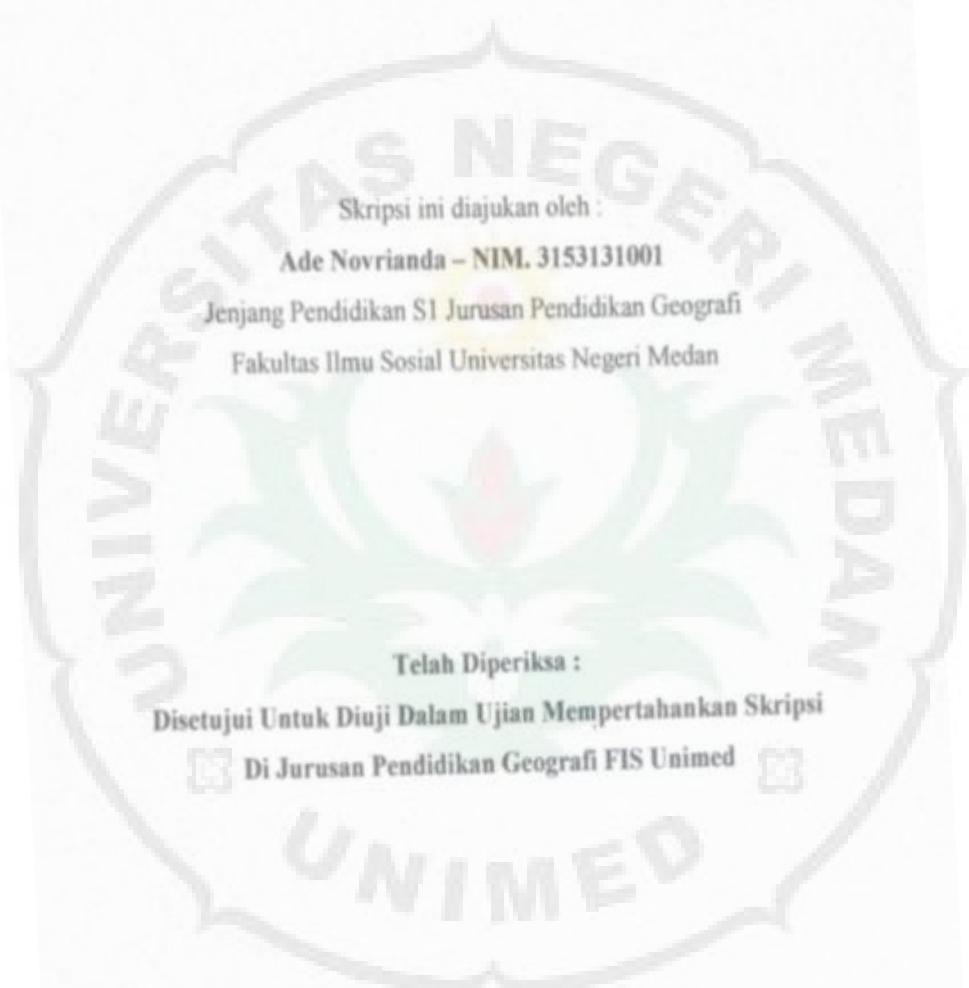 UNIVERSITAS NEGERI MEDAN
Skripsi ini diajukan oleh :
Ade Novrianda – NIM. 3153131001
Jenjang Pendidikan S1 Jurusan Pendidikan Geografi
Fakultas Ilmu Sosial Universitas Negeri Medan
Telah Diperiksa :
Disetujui Untuk Diuji Dalam Ujian Mempertahankan Skripsi
Di Jurusan Pendidikan Geografi FIS Unimed
UNIMED